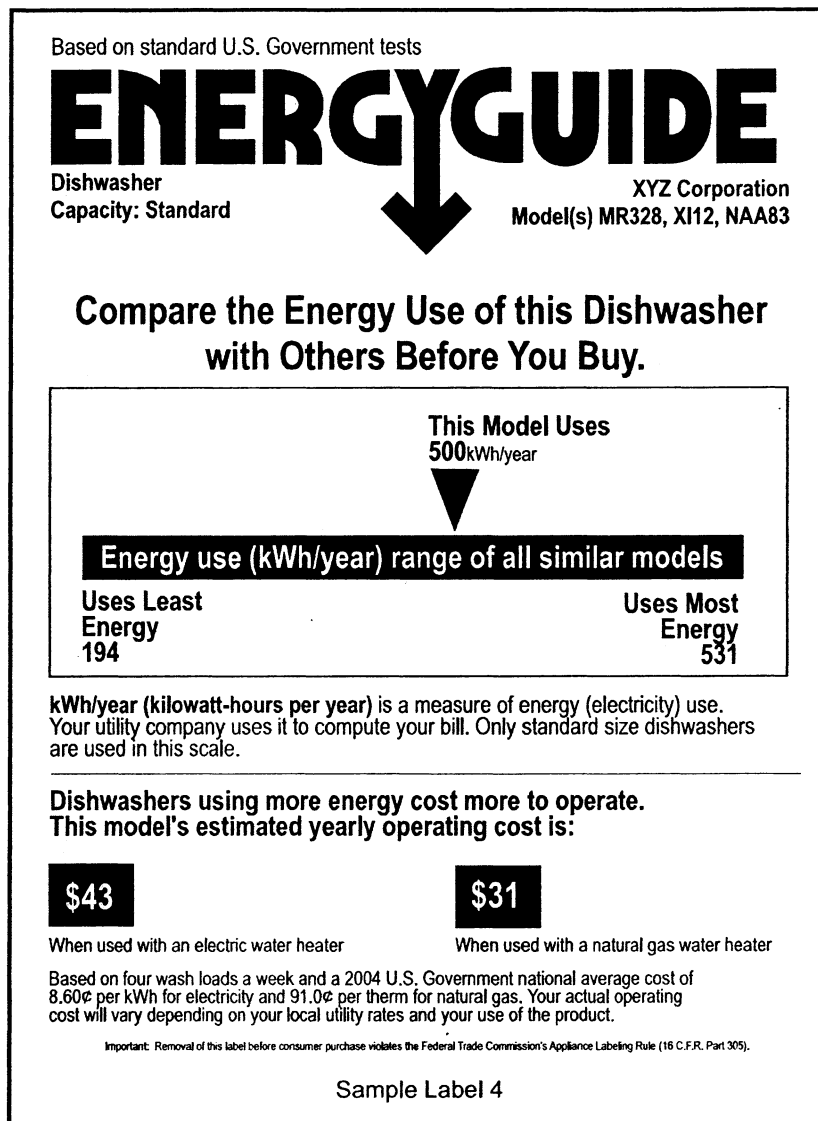 Based on standard U.S. Government tests
ENERGYGUIDE
Dishwasher
Capacity: Standard
XYZ Corporation
Model(s) MR328, XI12, NAA83
Compare the Energy Use of this Dishwasher
with Others Before You Buy.
This Model Uses
500kWh/year
Energy use (kWh/year) range of all similar models
Uses Least
Energy
194
Uses Most
Energy
531
kWh/year (kilowatt-hours per year) is a measure of energy (electricity) use.
Your utility company uses it to compute your bill. Only standard size dishwashers
are used in this scale.
Dishwashers using more energy cost more to operate.
This model's estimated yearly operating cost is:
$43
When used with an electric water heater
$31
When used with a natural gas water heater
Based on four wash loads a week and a 2004 U.S. Government national average cost of
8.60¢ per kWh for electricity and 91.0¢ per therm for natural gas. Your actual operating
cost will vary depending on your local utility rates and your use of the product.
Important: Removal of this label before consumer purchase violates the Federal Trade Commission's Appliance Labeling Rule (16 C.F.R. Part 305).
Sample Label 4